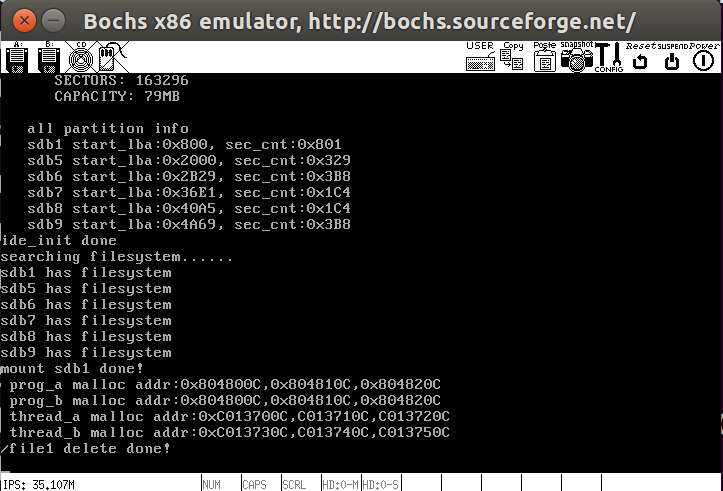 Bochs x86 emulator, http://bochs.sourceforge.net/
A: B: CD USER Copy Paste snapshot CONFIG Reset SUSPEND Power
SECTORS: 163296
CAPACITY: 79MB
all partition info
sdb1 start_lba:0x800, sec_cnt:0x801
sdb5 start_lba:0x2000, sec_cnt:0x329
sdb6 start_lba:0x2B29, sec_cnt:0x3B8
sdb7 start_lba:0x36E1, sec_cnt:0x1C4
sdb8 start_lba:0x40A5, sec_cnt:0x1C4
sdb9 start_lba:0x4A69, sec_cnt:0x3B8
ide_init done
searching filesystem......
sdb1 has filesystem
sdb5 has filesystem
sdb6 has filesystem
sdb7 has filesystem
sdb8 has filesystem
sdb9 has filesystem
mount sdb1 done!
prog_a malloc addr:0x804800C,0x804810C,0x804820C
prog_b malloc addr:0x804800C,0x804810C,0x804820C
thread_a malloc addr:0xC013700C,C013710C,C013720C
thread_b malloc addr:0xC013730C,C013740C,C013750C
/file1 delete done!
IPS: 35.107M NUM CAPS SCRL HD:0-M HD:0-S